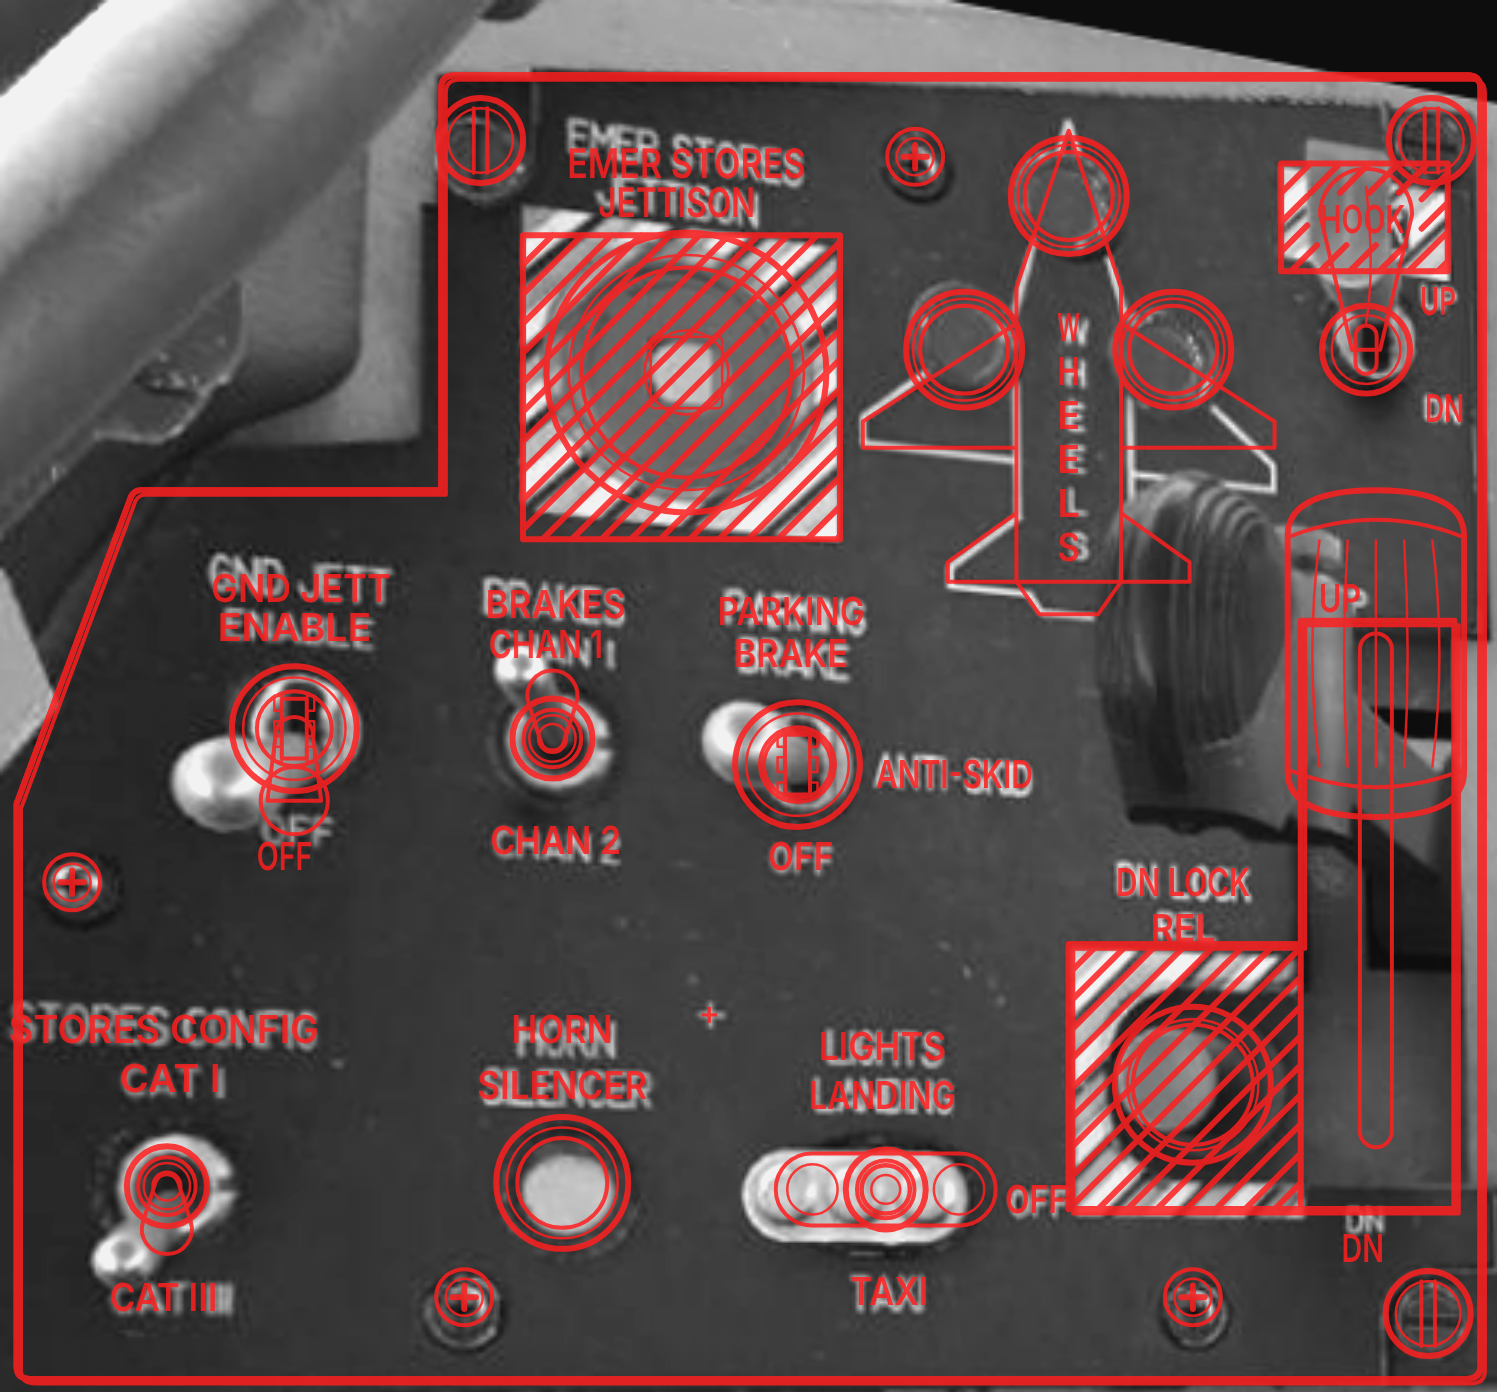 EMER STORES
JETTISON
HOOK
UP
DN
WHEELS
GND JETT
ENABLE
OFF
BRAKES
CHAN 1
CHAN 2
PARKING
BRAKE
ANTI-SKID
OFF
UP
DN LOCK
REL
STORES CONFIG
CAT I
CAT III
HORN
SILENCER
LIGHTS
LANDING
OFF
TAXI
DN